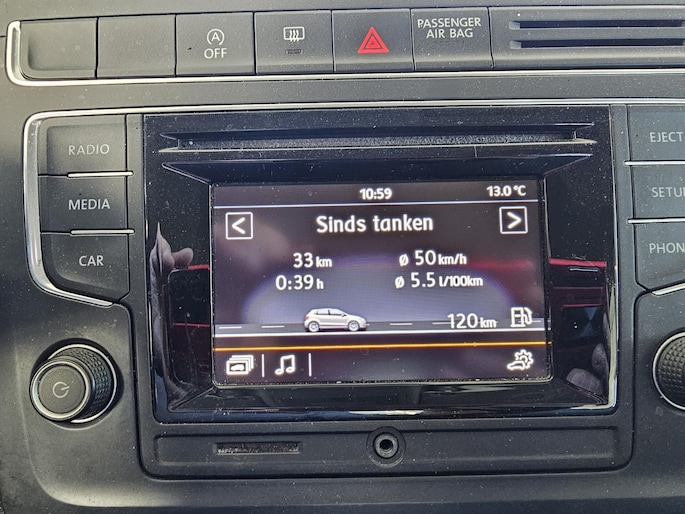 A
OFF
PASSENGER
AIR BAG
RADIO
MEDIA
CAR
EJECT
SETU
PHON
10:59 13.0 °C
< Sinds tanken >
33 km ø 50 km/h
0:39 h ø 5.5 l/100km
120 km